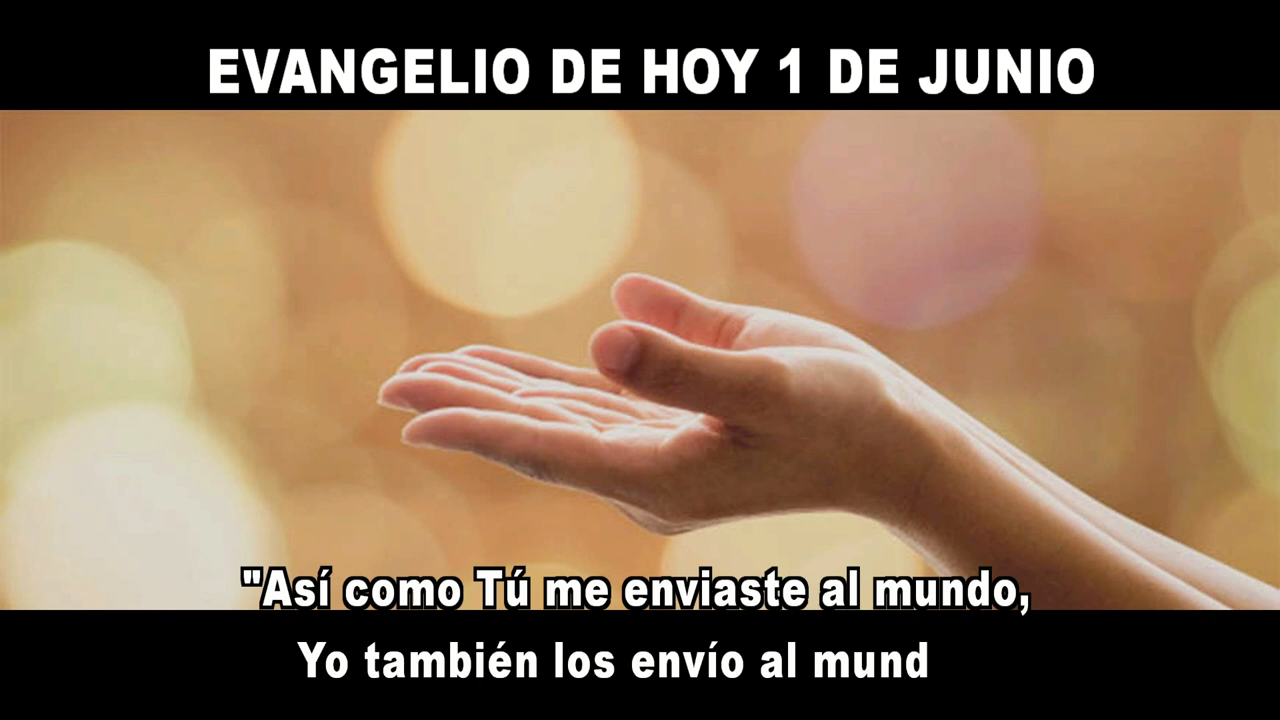 EVANGELIO DE HOY 1 DE JUNIO
"Así como Tú me enviaste al mundo,
Yo también los envío al mund